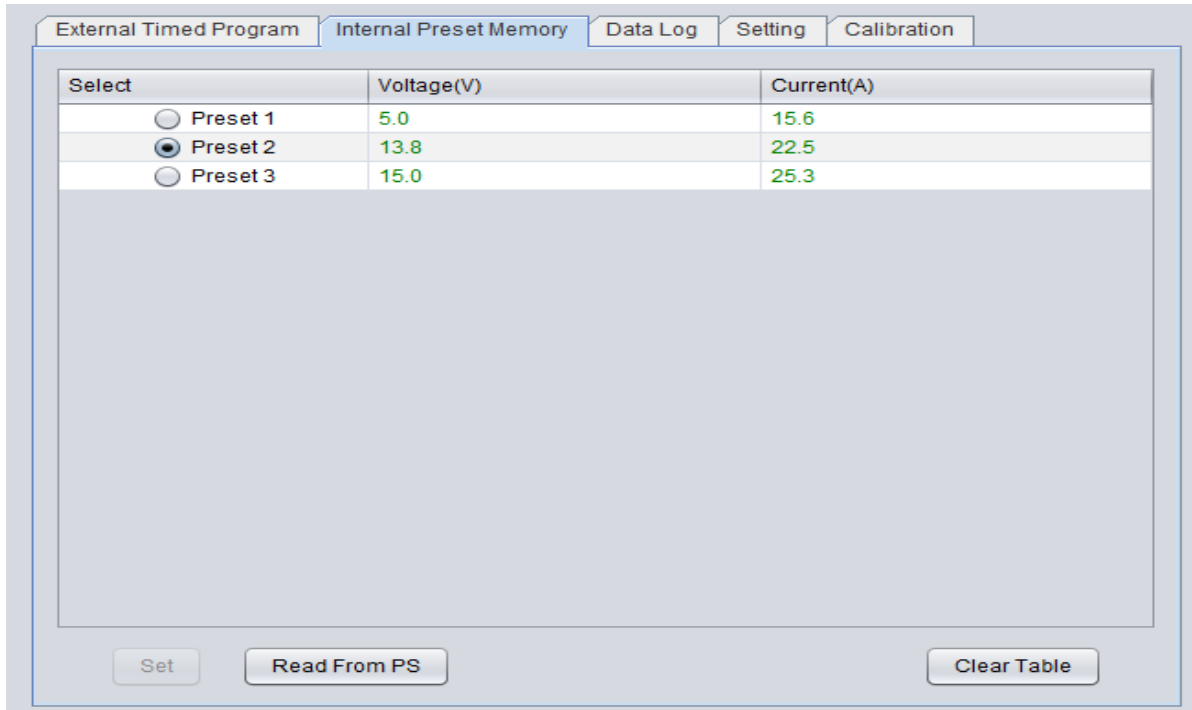 External Timed Program Internal Preset Memory Data Log Setting Calibration
Select Voltage(V) Current(A)
Preset 1 5.0 15.6
Preset 2 13.8 22.5
Preset 3 15.0 25.3
Set Read From PS Clear Table